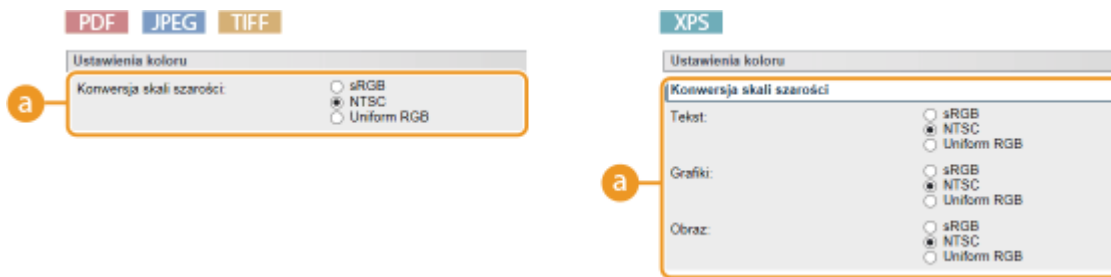 PDF JPEG TIFF
Ustawienia koloru
a
Konwersja skali szarości:
sRGB
NTSC
Uniform RGB
XPS
Ustawienia koloru
a
Konwersja skali szarości
Tekst:
sRGB
NTSC
Uniform RGB
Grafiki:
sRGB
NTSC
Uniform RGB
Obraz:
sRGB
NTSC
Uniform RGB